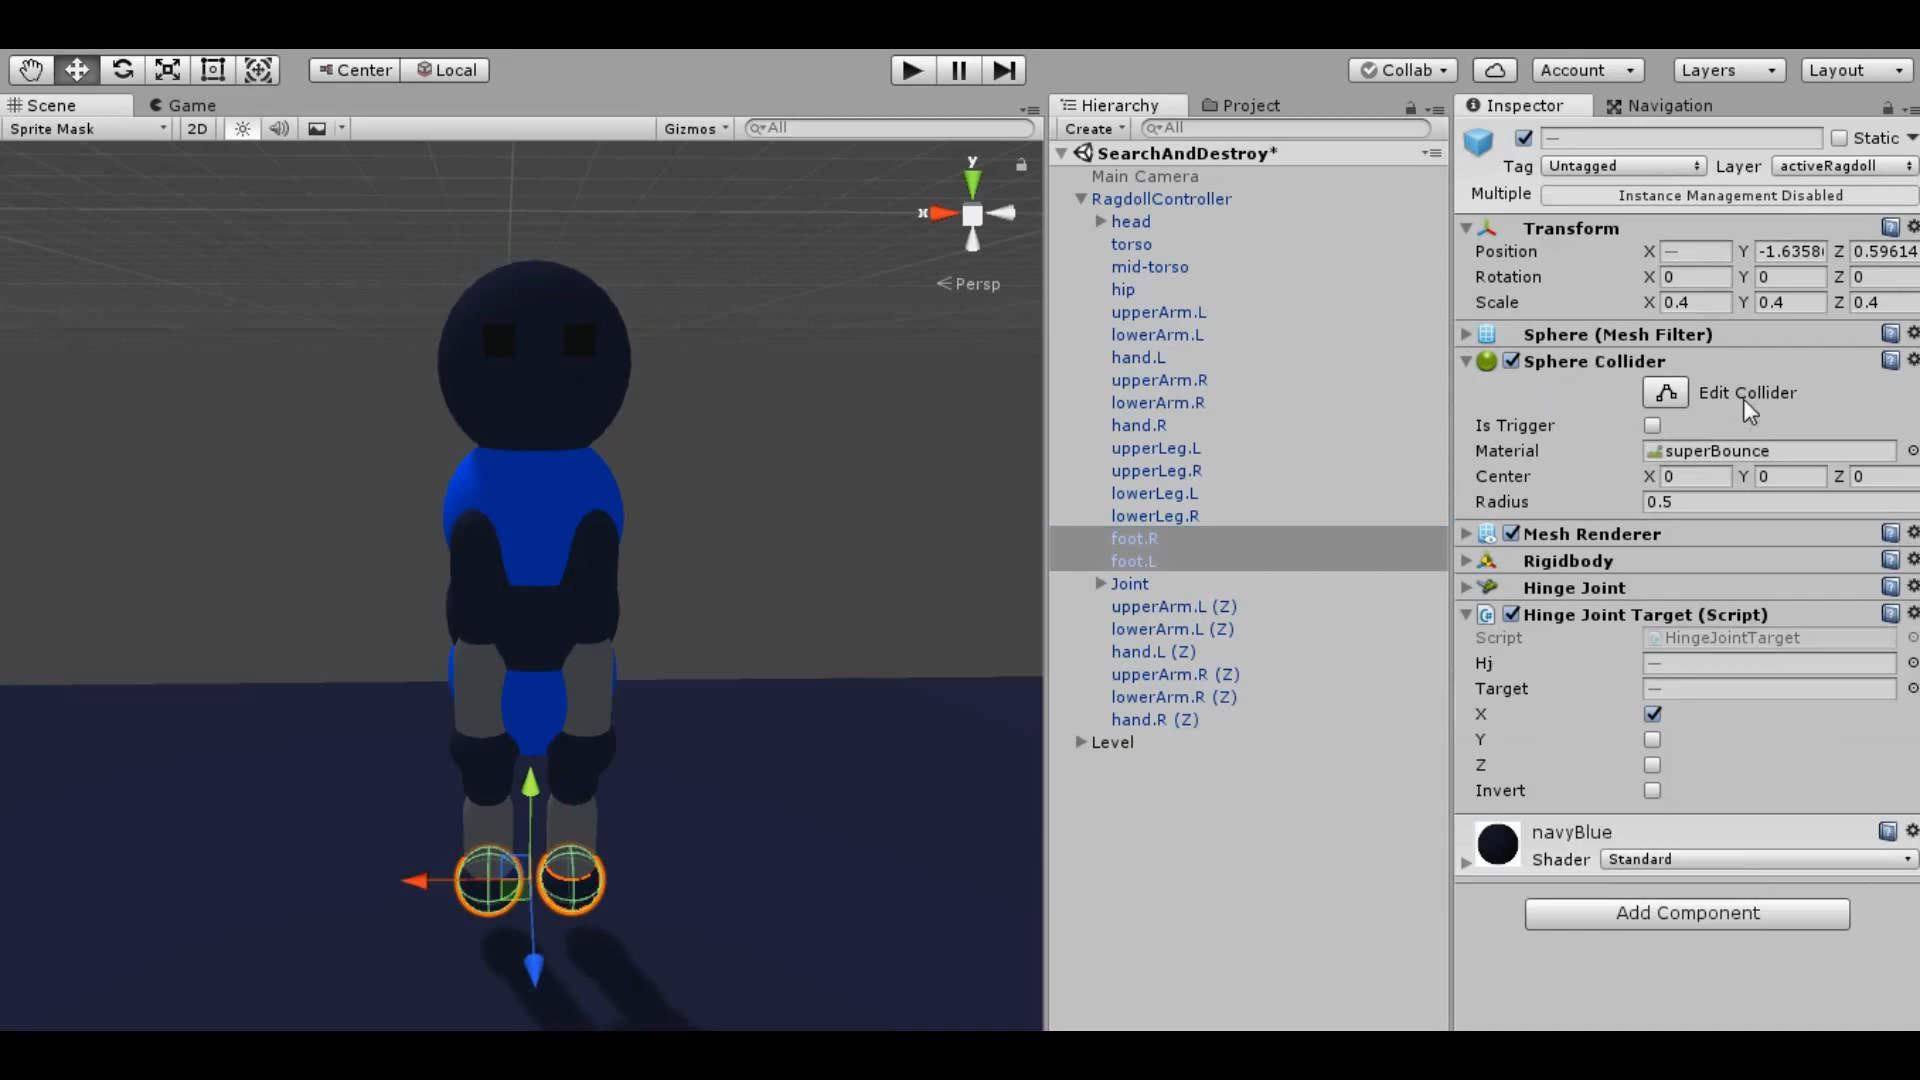 Center Local Collab Account Layers Layout
Scene Game Hierarchy Project Inspector Navigation
Sprite Mask 2D Gizmos All Create All
Static
SearchAndDestroy*
Main Camera
RagdollController
head
torso
mid-torso
hip
upperArm.L
lowerArm.L
hand.L
upperArm.R
lowerArm.R
hand.R
upperLeg.L
upperLeg.R
lowerLeg.L
lowerLeg.R
foot.R
foot.L
Joint
upperArm.L (Z)
lowerArm.L (Z)
hand.L (Z)
upperArm.R (Z)
lowerArm.R (Z)
hand.R (Z)
Level
y
x
Persp
—
Tag Untagged Layer activeRagdoll
Multiple Instance Management Disabled
Transform
Position X — Y -1.6358 Z 0.59614
Rotation X 0 Y 0 Z 0
Scale X 0.4 Y 0.4 Z 0.4
Sphere (Mesh Filter)
Sphere Collider
Edit Collider
Is Trigger
Material superBounce
Center X 0 Y 0 Z 0
Radius 0.5
Mesh Renderer
Rigidbody
Hinge Joint
Hinge Joint Target (Script)
Script HingeJointTarget
Hj —
Target —
X
Y
Z
Invert
navyBlue
Shader Standard
Add Component